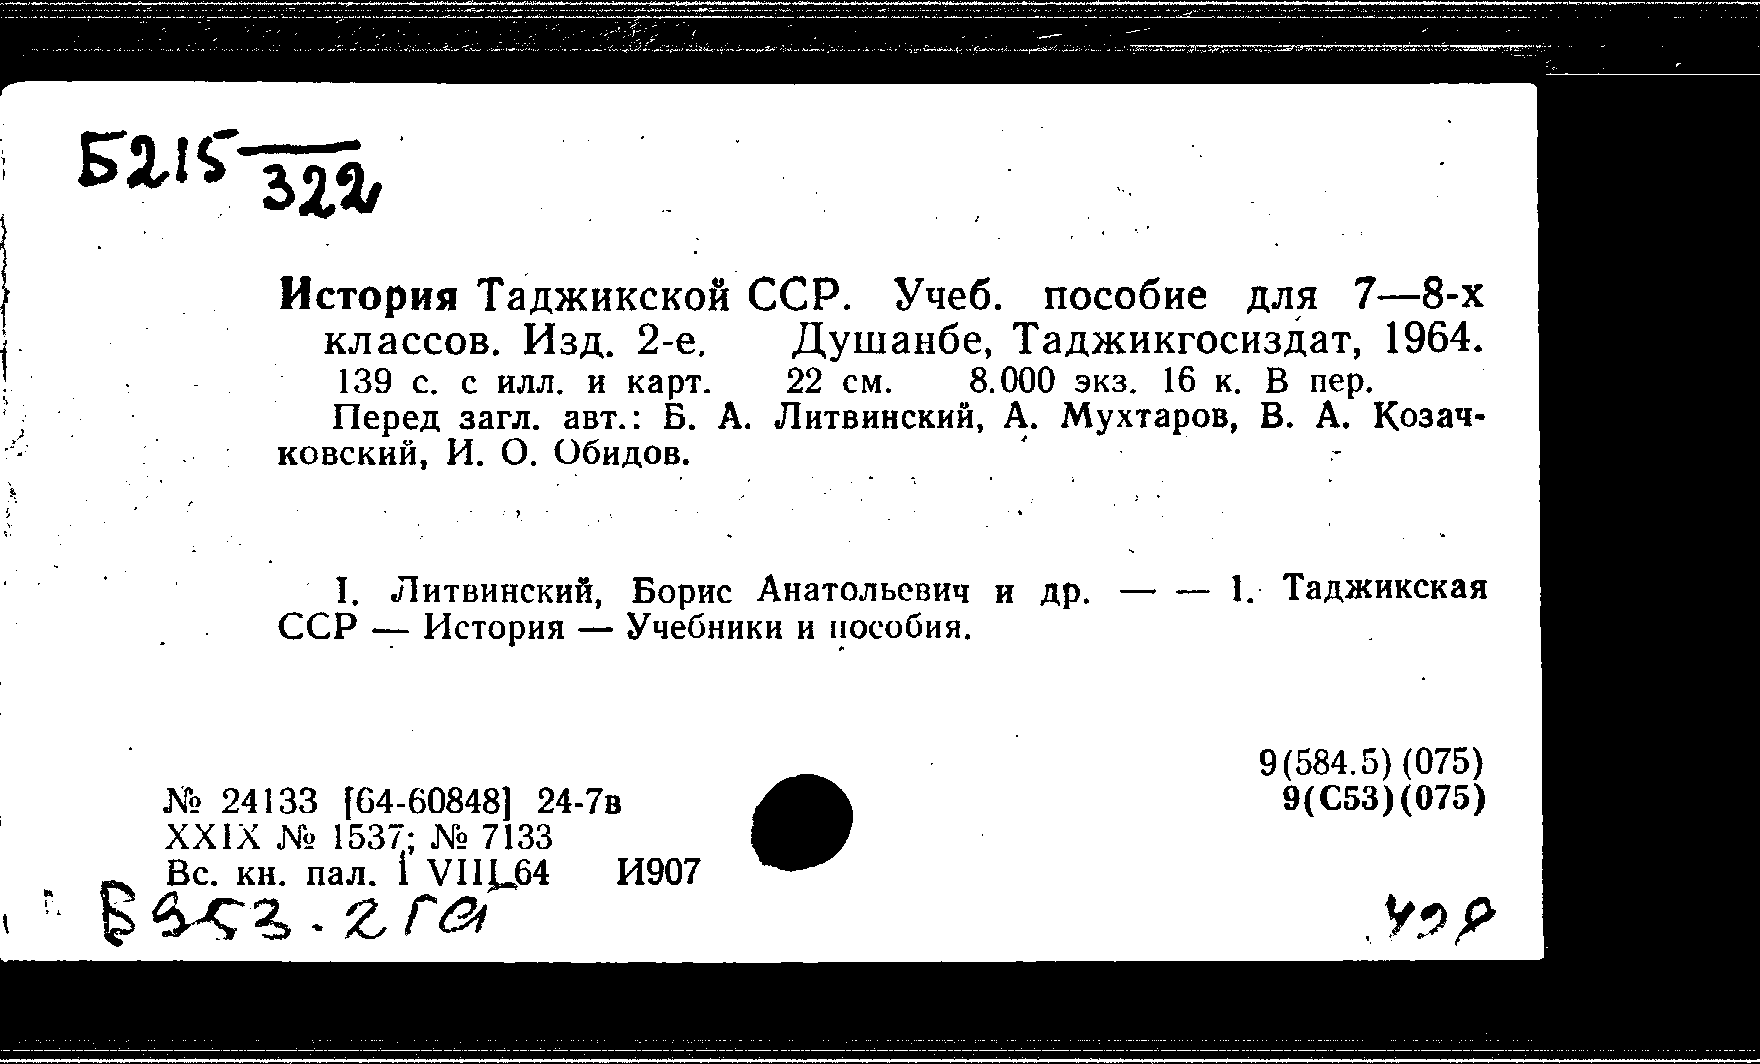 Б215
322
История Таджикской ССР. Учеб. пособие для 7—8-х
классов. Изд. 2-е. Душанбе, Таджикгосиздат, 1964.
139 с. с илл. и карт. 22 см. 8.000 экз. 16 к. В пер.
Перед загл. авт.: Б. А. Литвинский, А. Мухтаров, В. А. Козач-
ковский, И. О. Обидов.
I. Литвинский, Борис Анатольевич и др. — — 1. Таджикская
ССР — История — Учебники и пособия.
9(584.5)(075)
№ 24133 [64-60848] 24-7в 9(С53)(075)
XXIX № 1537; № 7133
Вс. кн. пал. 1 VIII 64 И907